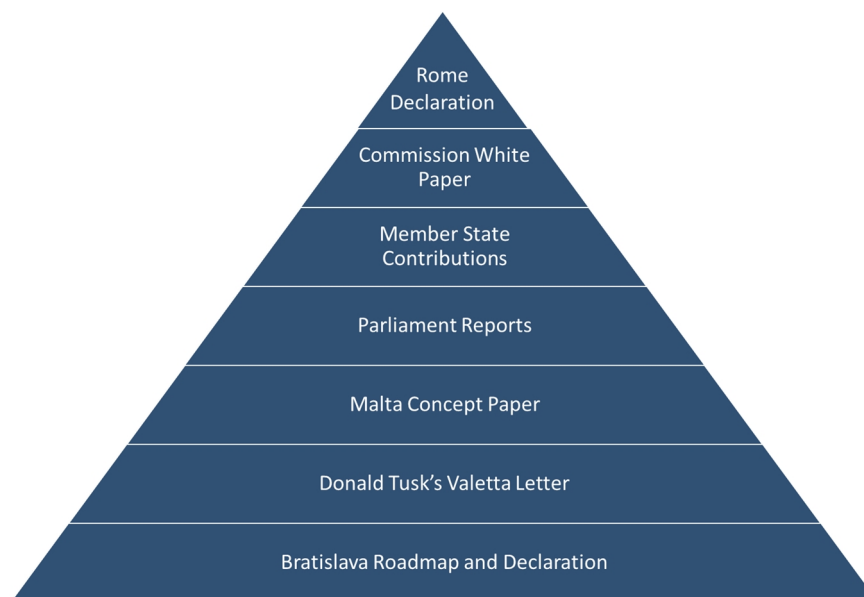 Rome
Declaration
Commission White
Paper
Member State
Contributions
Parliament Reports
Malta Concept Paper
Donald Tusk’s Valetta Letter
Bratislava Roadmap and Declaration